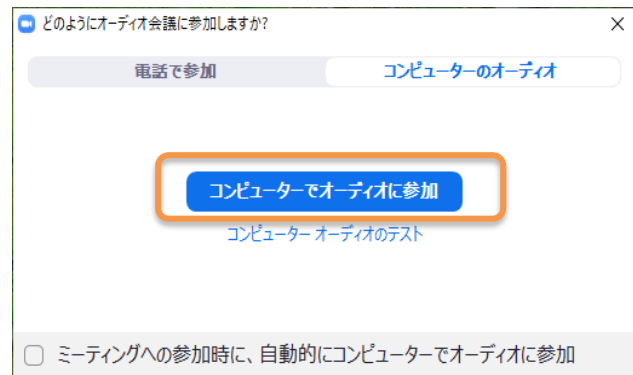 どのようにオーディオ会議に参加しますか?
電話で参加 コンピューターのオーディオ
コンピューターでオーディオに参加
コンピューター オーディオのテスト
ミーティングへの参加時に、自動的にコンピューターでオーディオに参加